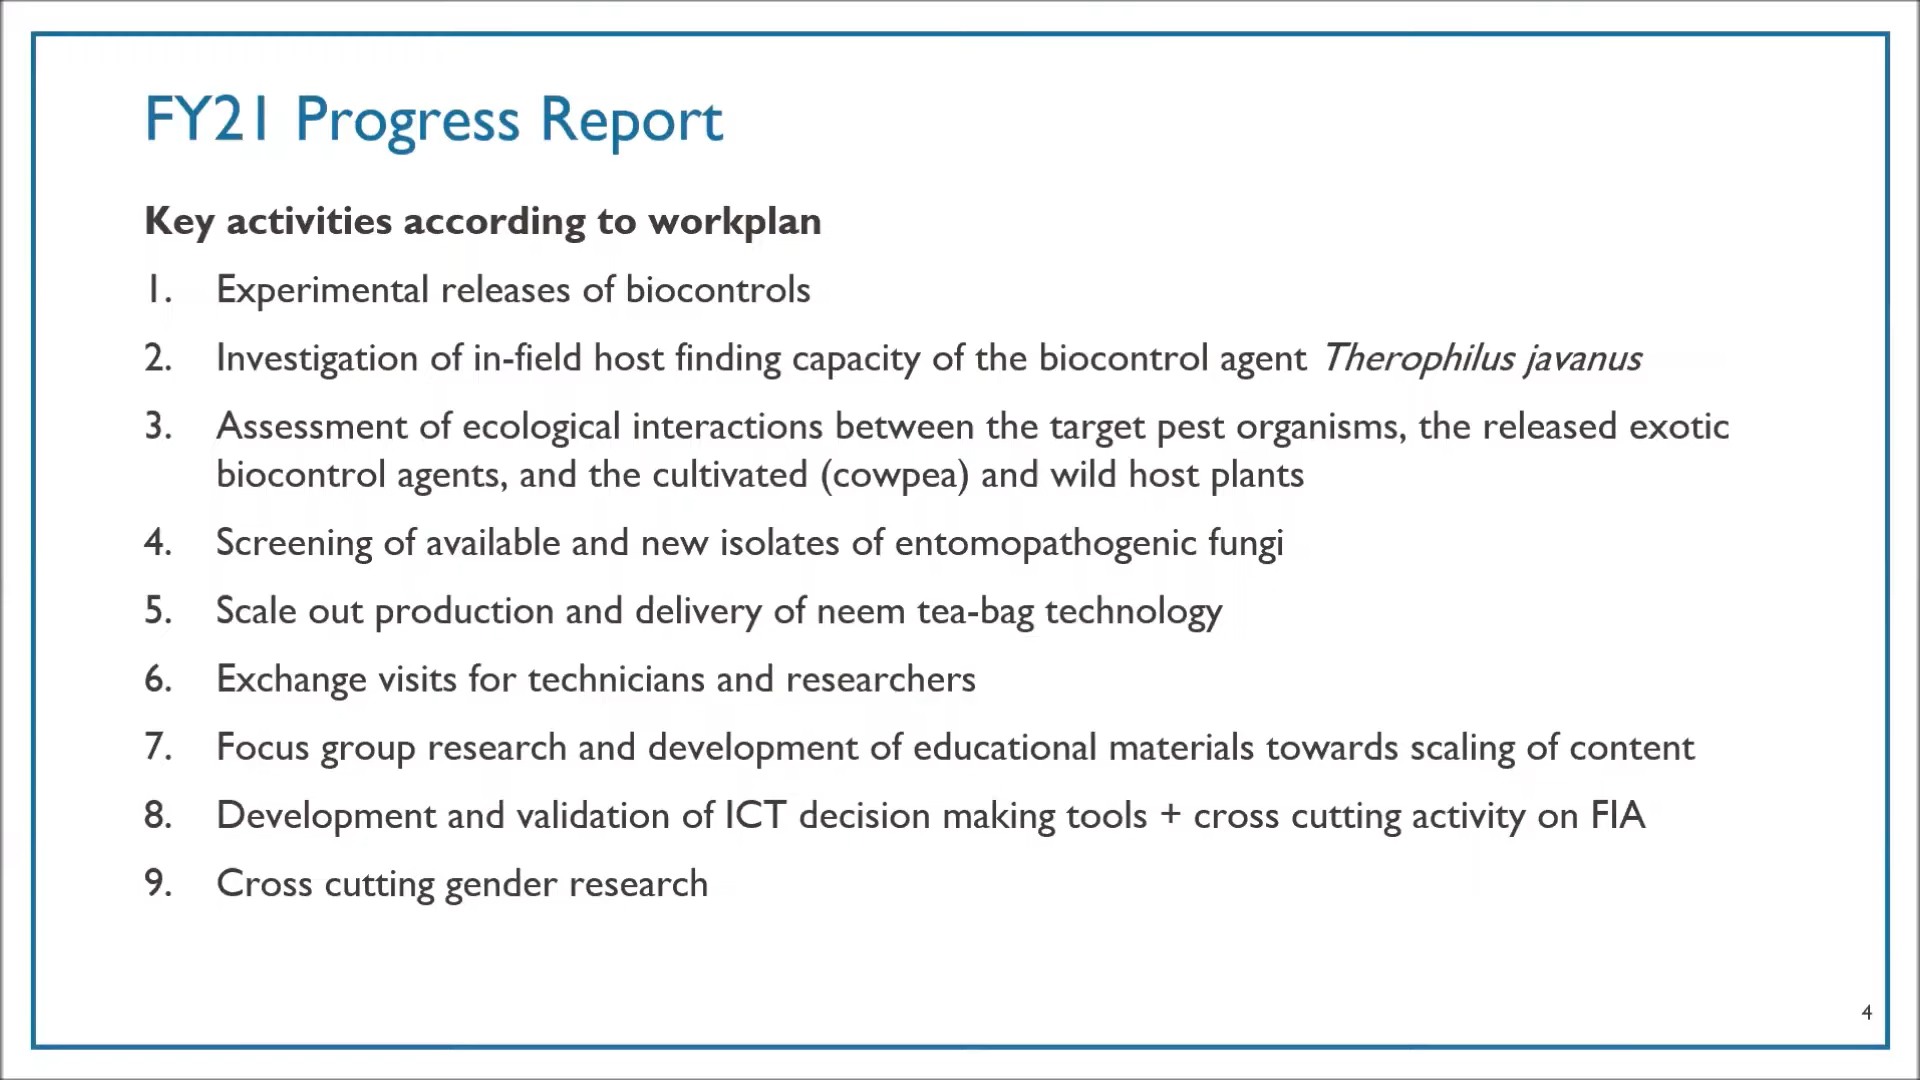 FY21 Progress Report
Key activities according to workplan
1. Experimental releases of biocontrols
2. Investigation of in-field host finding capacity of the biocontrol agent Therophilus javanus
3. Assessment of ecological interactions between the target pest organisms, the released exotic
biocontrol agents, and the cultivated (cowpea) and wild host plants
4. Screening of available and new isolates of entomopathogenic fungi
5. Scale out production and delivery of neem tea-bag technology
6. Exchange visits for technicians and researchers
7. Focus group research and development of educational materials towards scaling of content
8. Development and validation of ICT decision making tools + cross cutting activity on FIA
9. Cross cutting gender research
4